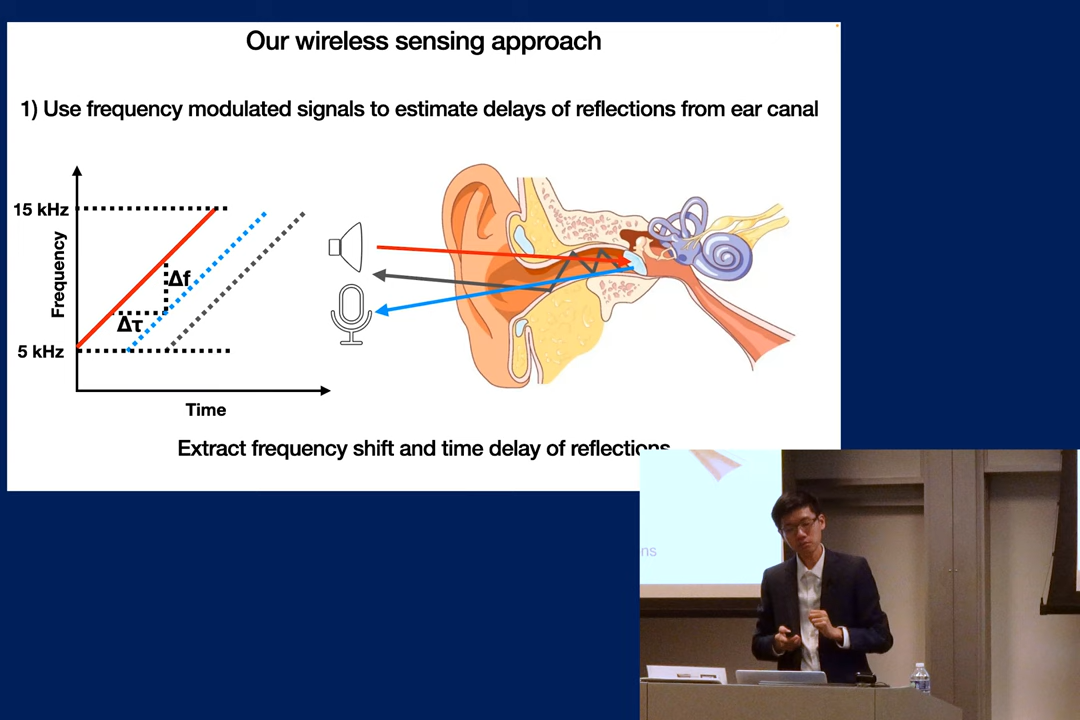 Our wireless sensing approach
1) Use frequency modulated signals to estimate delays of reflections from ear canal
15 kHz
Frequency
Δf
Δτ
5 kHz
Time
Extract frequency shift and time delay of reflections
ns